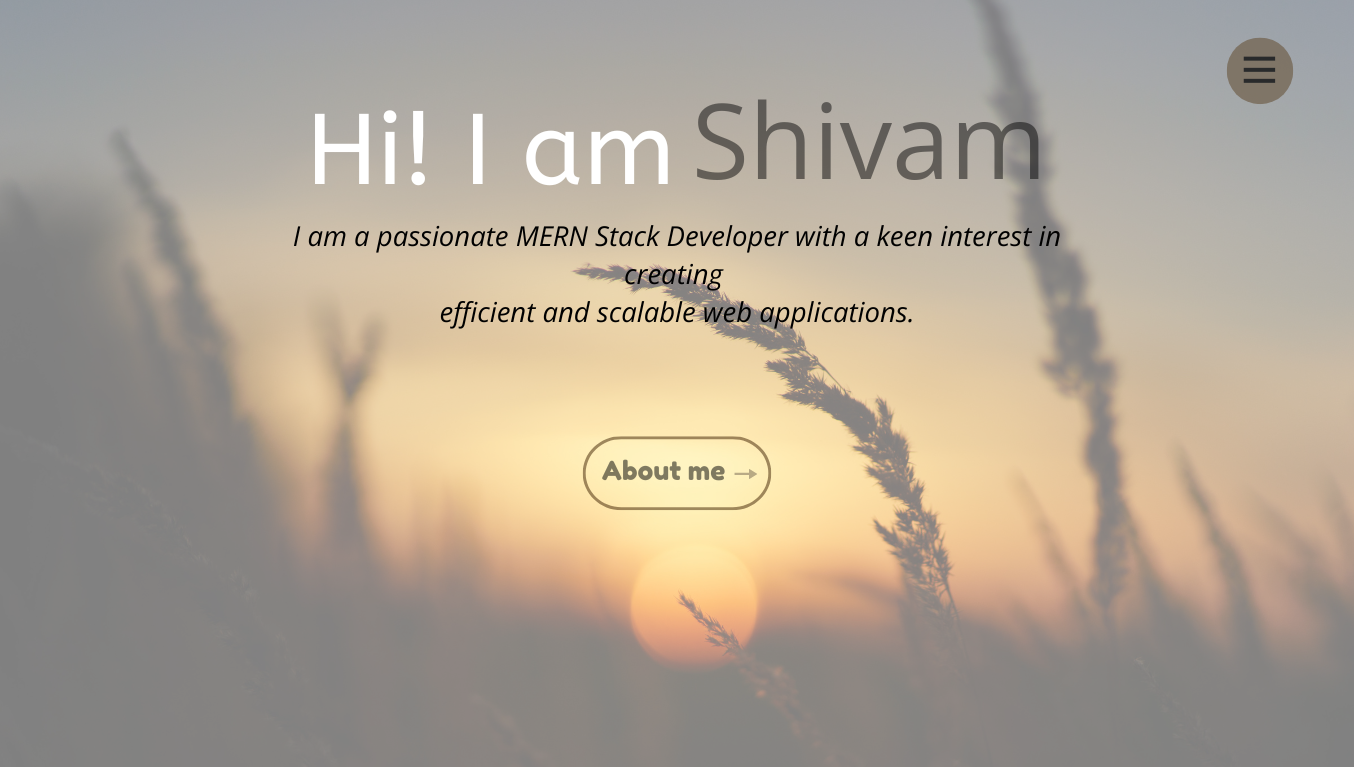 Hi! I am Shivam
I am a passionate MERN Stack Developer with a keen interest in
creating
efficient and scalable web applications.
About me →